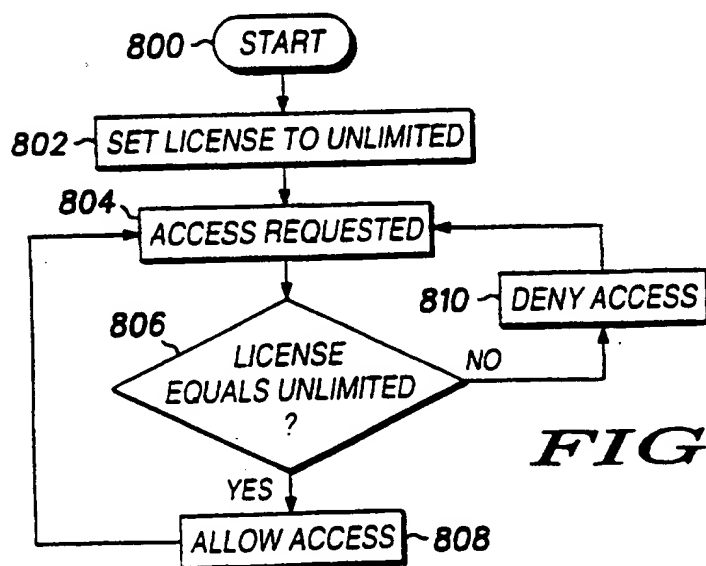 800 START
802 SET LICENSE TO UNLIMITED
804
ACCESS REQUESTED
810 DENY ACCESS
806
LICENSE
EQUALS UNLIMITED
?
NO
FIG
YES
ALLOW ACCESS 808